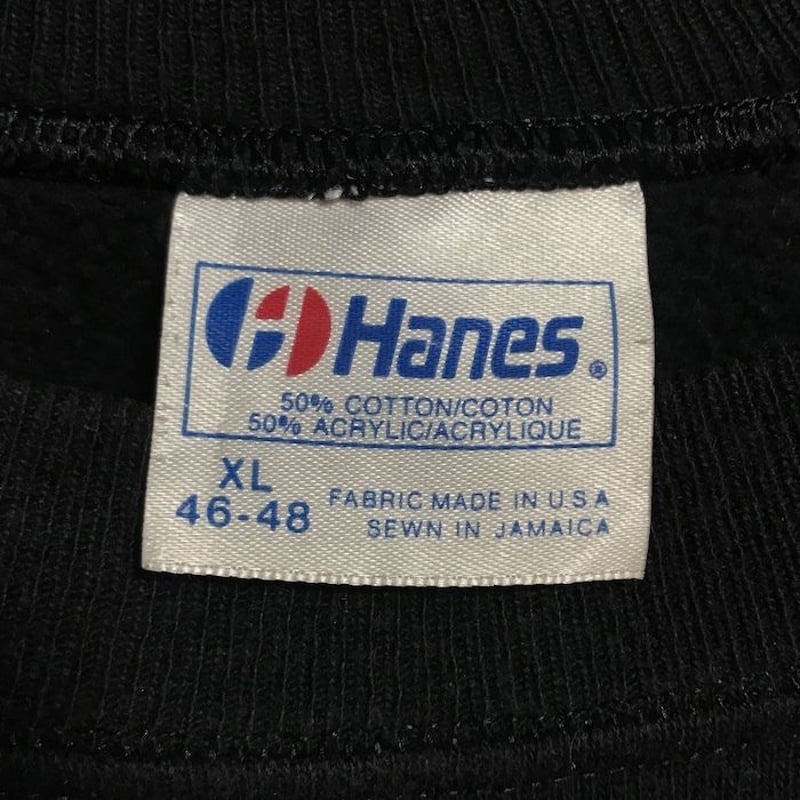 Hanes®
50% COTTON/COTON
50% ACRYLIC/ACRYLIQUE
XL
46-48
FABRIC MADE IN U S A
SEWN IN JAMAICA